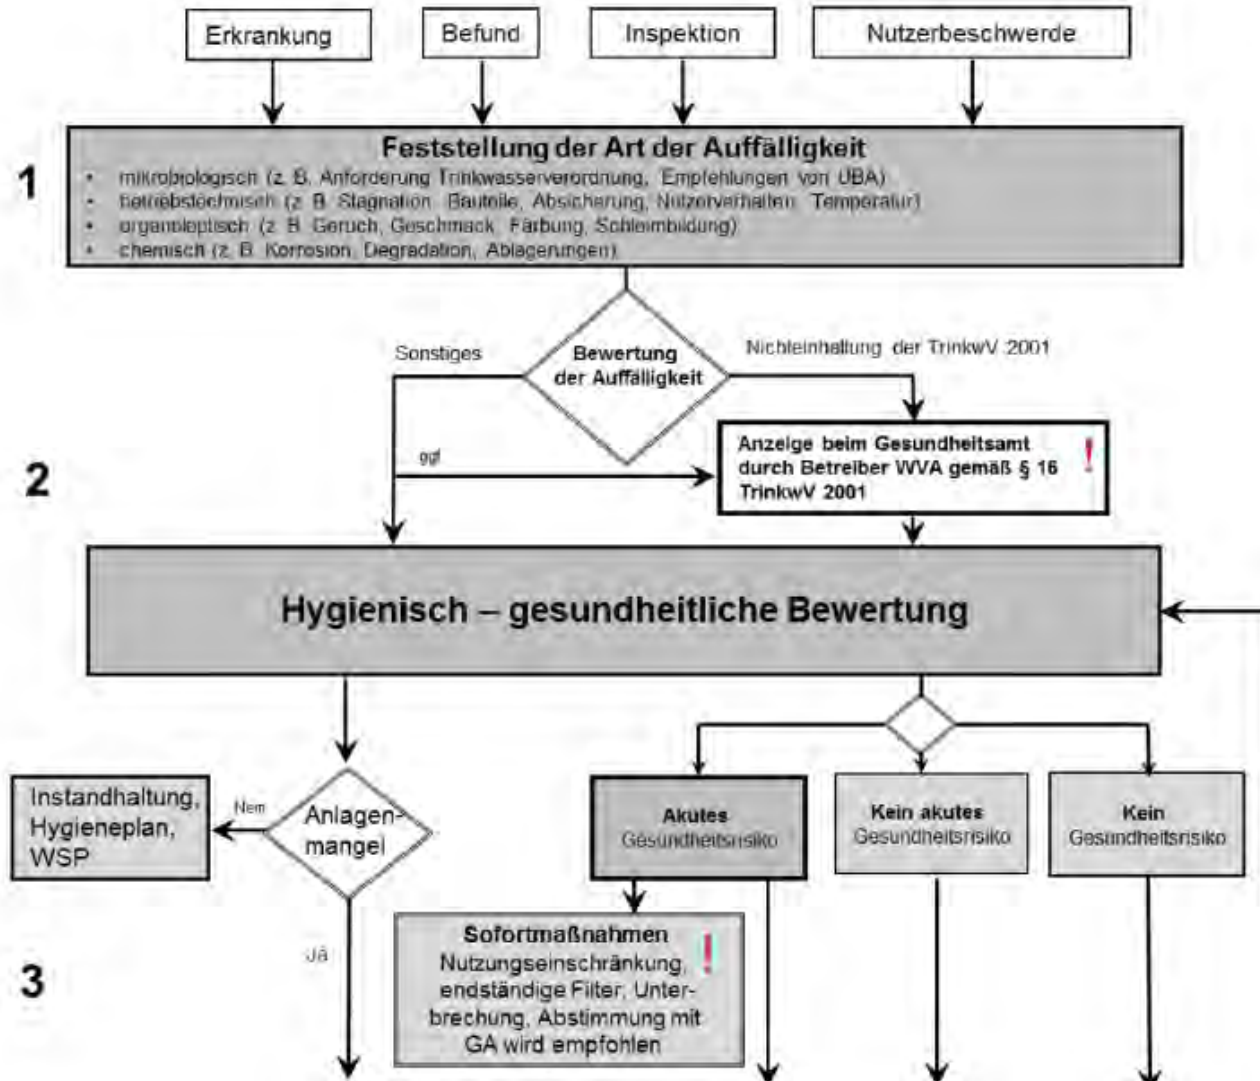 Erkrankung
Befund
Inspektion
Nutzerbeschwerde
1
Feststellung der Art der Auffälligkeit
• mikrobiologisch (z. B. Anforderung Trinkwasserverordnung, Empfehlungen von UBA)
• betriebstechnisch (z. B. Stagnation, Bauteile, Absicherung, Nutzerverhalten, Temperatur)
• organoleptisch (z. B. Geruch, Geschmack, Färbung, Schleimbildung)
• chemisch (z. B. Korrosion, Degradation, Ablagerungen)
Sonstiges
Bewertung
der Auffälligkeit
Nichteinhaltung der TrinkwV 2001
2
ggf
Anzeige beim Gesundheitsamt
durch Betreiber WVA gemäß § 16
TrinkwV 2001
!
Hygienisch – gesundheitliche Bewertung
Instandhaltung,
Hygieneplan,
WSP
Nein
Anlagen-
mangel
Akutes
Gesundheitsrisiko
Kein akutes
Gesundheitsrisiko
Kein
Gesundheitsrisiko
3
Ja
Sofortmaßnahmen
Nutzungseinschränkung,
endständige Filter, Unter-
brechung, Abstimmung mit
GA wird empfohlen
!